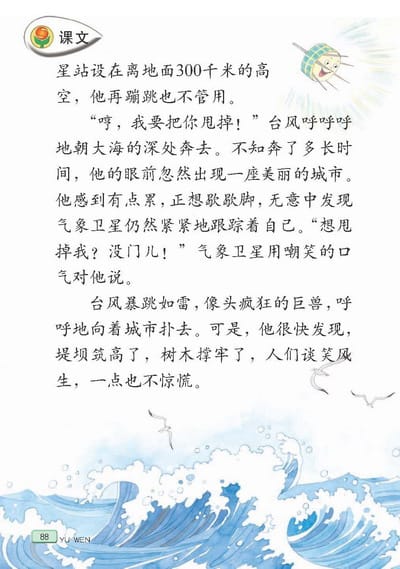 课文
星站设在离地面300千米的高
空，他再蹦跳也不管用。
“哼，我要把你甩掉！”台风呼呼呼
地朝大海的深处奔去。不知奔了多长时
间，他的眼前忽然出现一座美丽的城市。
他感到有点累，正想歇歇脚，无意中发现
气象卫星仍然紧紧地跟踪着自己。“想甩
掉我？没门儿！”气象卫星用嘲笑的口
气对他说。
台风暴跳如雷，像头疯狂的巨兽，呼
呼地向着城市扑去。可是，他很快发现，
堤坝筑高了，树木撑牢了，人们谈笑风
生，一点也不惊慌。
88
YU WEN